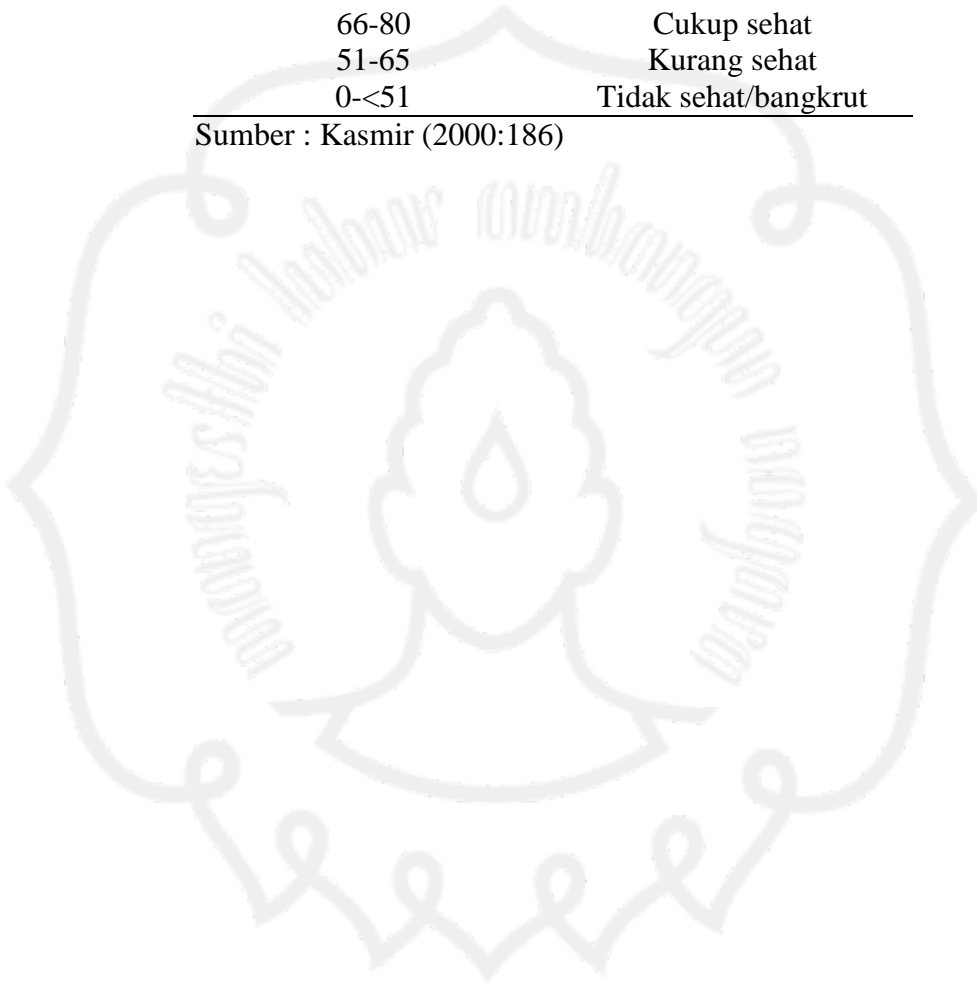 66-80 Cukup sehat
51-65 Kurang sehat
0-<51 Tidak sehat/bangkrut
Sumber : Kasmir (2000:186)